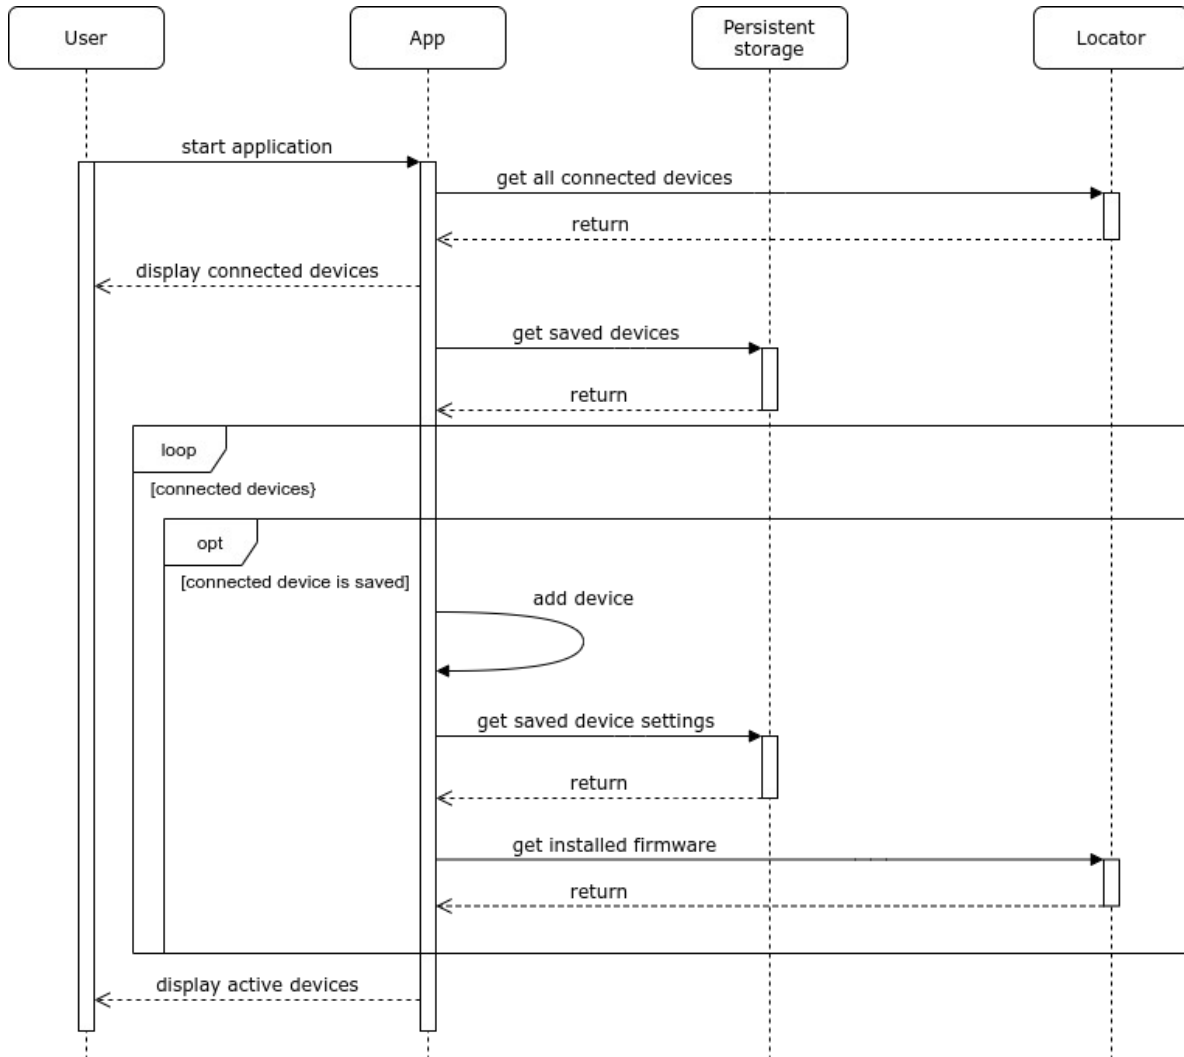 User
App
Persistent
storage
Locator
start application
get all connected devices
return
display connected devices
get saved devices
return
loop
[connected devices}
opt
[connected device is saved]
add device
get saved device settings
return
get installed firmware
return
display active devices